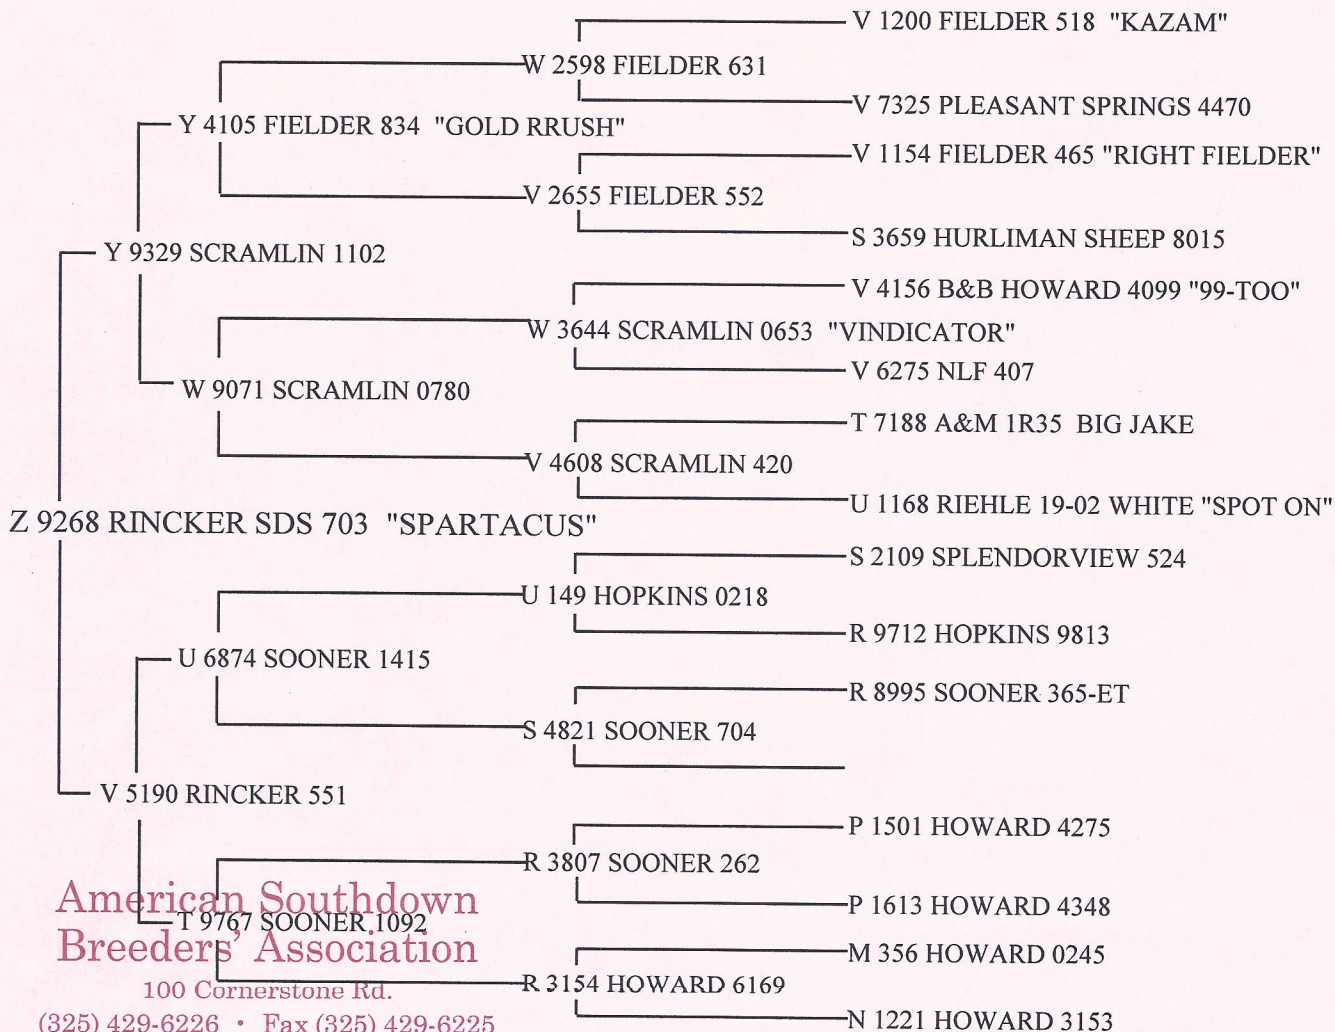 V 1200 FIELDER 518 "KAZAM"
W 2598 FIELDER 631
V 7325 PLEASANT SPRINGS 4470
Y 4105 FIELDER 834 "GOLD RRUSH"
V 1154 FIELDER 465 "RIGHT FIELDER"
V 2655 FIELDER 552
S 3659 HURLIMAN SHEEP 8015
Y 9329 SCRAMLIN 1102
V 4156 B&B HOWARD 4099 "99-TOO"
W 3644 SCRAMLIN 0653 "VINDICATOR"
V 6275 NLF 407
W 9071 SCRAMLIN 0780
T 7188 A&M 1R35 BIG JAKE
V 4608 SCRAMLIN 420
U 1168 RIEHLE 19-02 WHITE "SPOT ON"
Z 9268 RINCKER SDS 703 "SPARTACUS"
S 2109 SPLENDORVIEW 524
U 149 HOPKINS 0218
R 9712 HOPKINS 9813
U 6874 SOONER 1415
R 8995 SOONER 365-ET
S 4821 SOONER 704
V 5190 RINCKER 551
P 1501 HOWARD 4275
R 3807 SOONER 262
P 1613 HOWARD 4348
T 9767 SOONER 1092
M 356 HOWARD 0245
R 3154 HOWARD 6169
N 1221 HOWARD 3153
American Southdown
Breeders' Association
100 Cornerstone Rd.
(325) 429-6226 • Fax (325) 429-6225